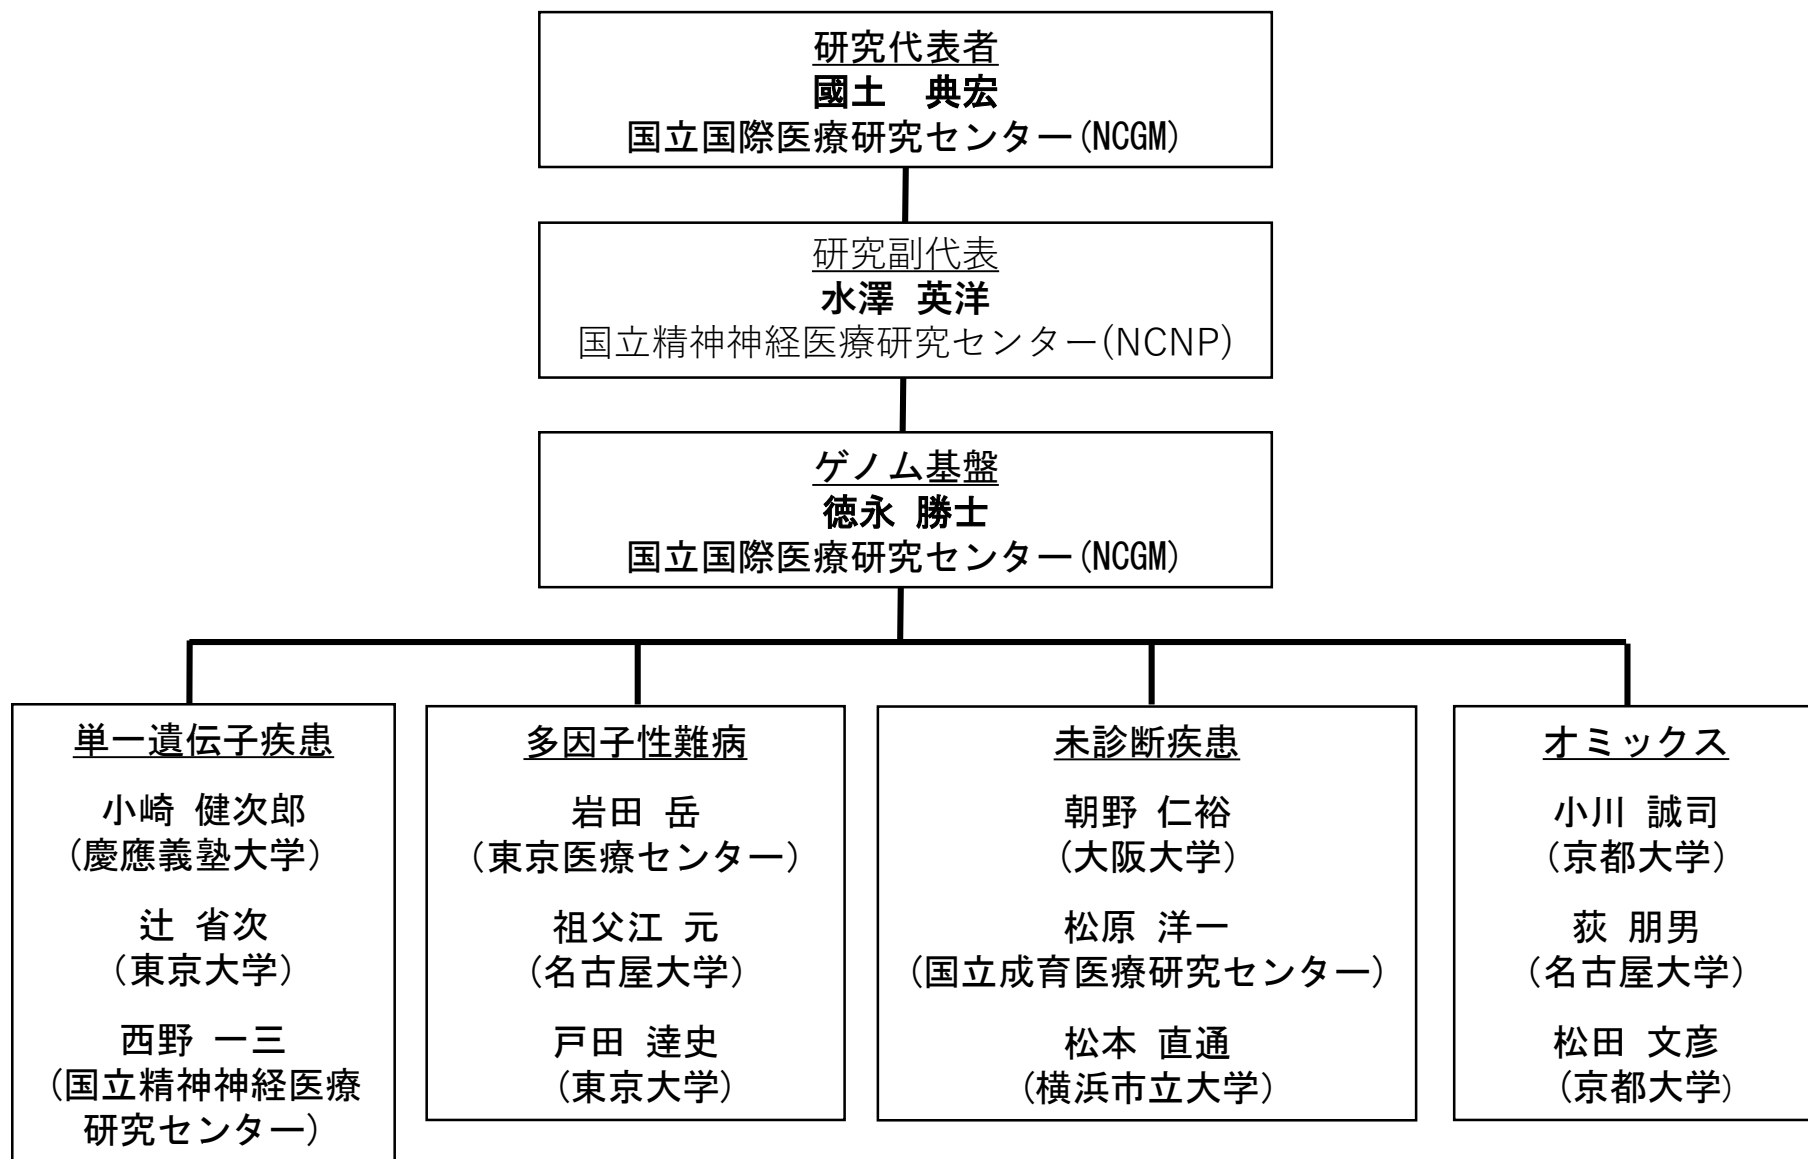 研究代表者
國土　典宏
国立国際医療研究センター(NCGM)
研究副代表
水澤 英洋
国立精神神経医療研究センター(NCNP)
ゲノム基盤
徳永 勝士
国立国際医療研究センター(NCGM)
単一遺伝子疾患
小崎 健次郎
(慶應義塾大学)
辻 省次
(東京大学)
西野 一三
(国立精神神経医療
研究センター)
多因子性難病
岩田 岳
(東京医療センター)
祖父江 元
(名古屋大学)
戸田 達史
(東京大学)
未診断疾患
朝野 仁裕
(大阪大学)
松原 洋一
(国立成育医療研究センター)
松本 直通
(横浜市立大学)
オミックス
小川 誠司
(京都大学)
荻 朋男
(名古屋大学)
松田 文彦
(京都大学)